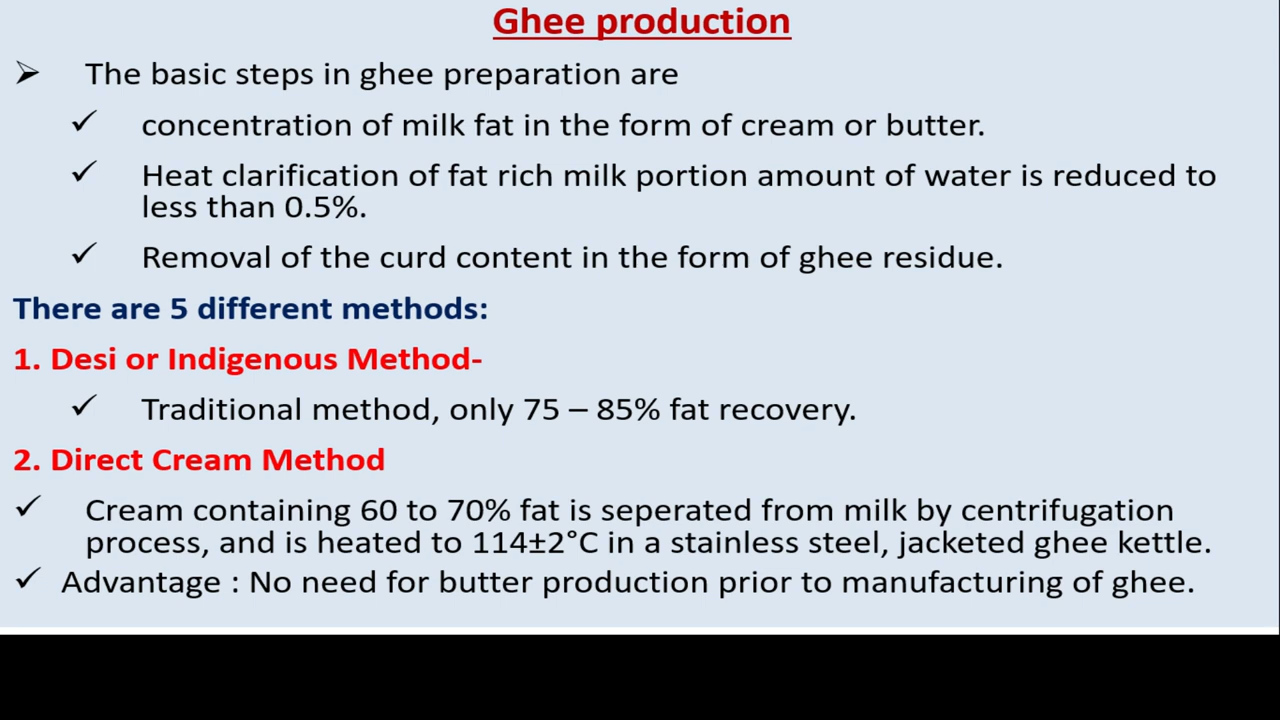 Ghee production
➢ The basic steps in ghee preparation are
✓ concentration of milk fat in the form of cream or butter.
✓ Heat clarification of fat rich milk portion amount of water is reduced to
less than 0.5%.
✓ Removal of the curd content in the form of ghee residue.
There are 5 different methods:
1. Desi or Indigenous Method-
✓ Traditional method, only 75 – 85% fat recovery.
2. Direct Cream Method
✓ Cream containing 60 to 70% fat is seperated from milk by centrifugation
process, and is heated to 114±2°C in a stainless steel, jacketed ghee kettle.
✓ Advantage : No need for butter production prior to manufacturing of ghee.